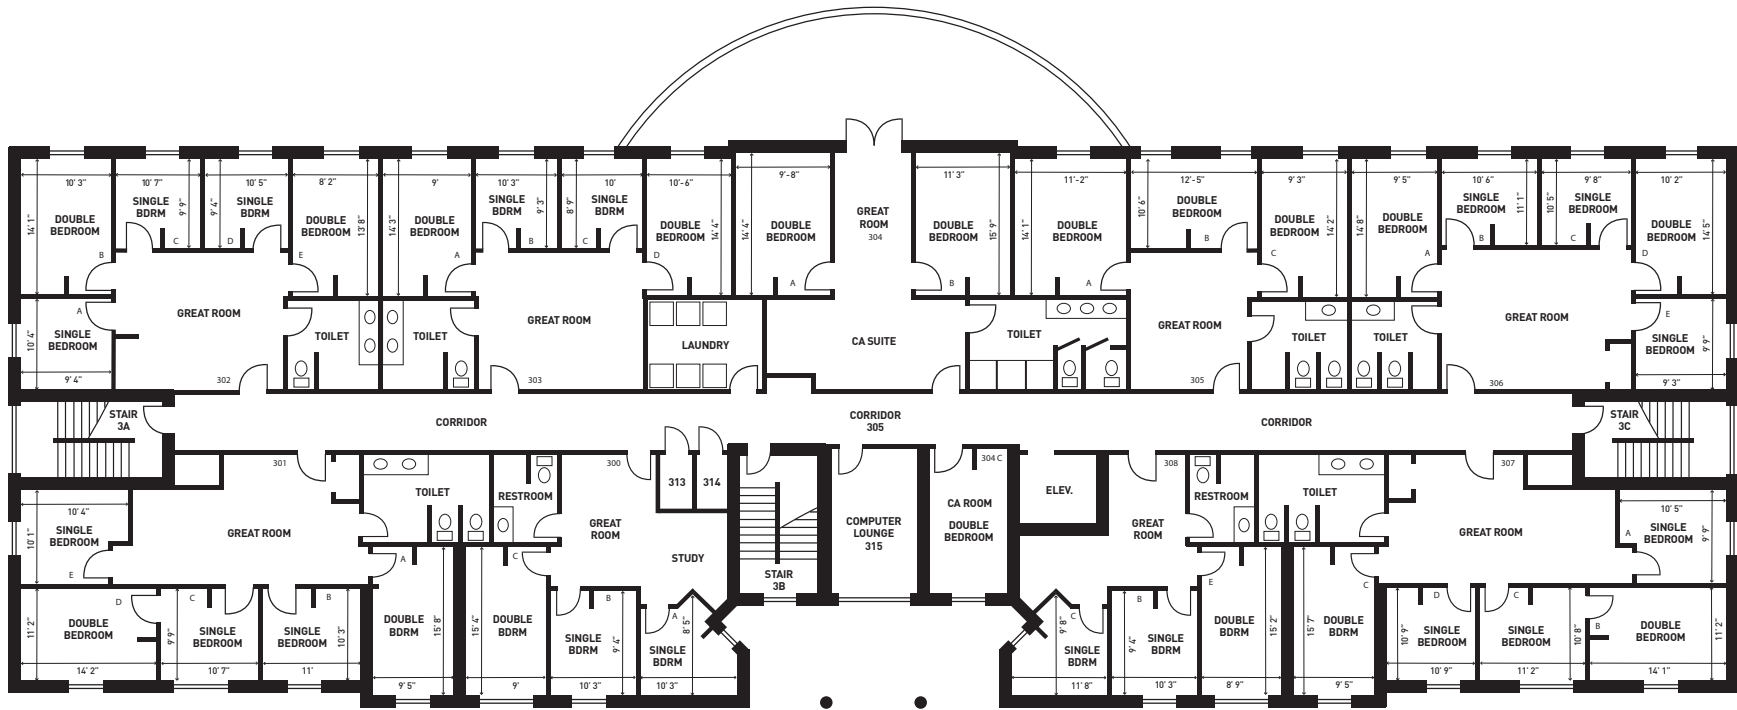 10' 3"
14' 1"
DOUBLE
BEDROOM
B
10' 7"
SINGLE
BDRM
9' 9"
C
10' 5"
9' 4"
SINGLE
BDRM
D
8' 2"
DOUBLE
BEDROOM
13' 8"
E
9'
14' 3"
DOUBLE
BEDROOM
A
10' 3"
SINGLE
BDRM
9' 3"
B
10'
8' 9"
SINGLE
BDRM
C
10'-6"
DOUBLE
BEDROOM
14' 4"
D
9'-8"
14' 4"
DOUBLE
BEDROOM
A
GREAT
ROOM
304
11' 3"
DOUBLE
BEDROOM
15' 9"
B
11'-2"
14' 1"
DOUBLE
BEDROOM
A
12'-5"
10' 6"
DOUBLE
BEDROOM
B
9' 3"
DOUBLE
BEDROOM
14' 2"
C
9' 5"
14' 8"
DOUBLE
BEDROOM
A
10' 6"
SINGLE
BEDROOM
11' 1"
B
9' 8"
10' 5"
SINGLE
BEDROOM
C
10' 2"
DOUBLE
BEDROOM
14' 5"
D
A
10' 4"
SINGLE
BEDROOM
9' 4"
GREAT ROOM
302
TOILET
TOILET
GREAT ROOM
303
LAUNDRY
CA SUITE
TOILET
GREAT ROOM
305
TOILET
TOILET
GREAT ROOM
306
E
SINGLE
BEDROOM
9' 9"
9' 3"
STAIR
3A
CORRIDOR
CORRIDOR
305
CORRIDOR
STAIR
3C
301
300
313
314
304 C
308
307
10' 4"
10' 1"
SINGLE
BEDROOM
E
GREAT ROOM
TOILET
RESTROOM
GREAT
ROOM
STUDY
STAIR
3B
COMPUTER
LOUNGE
315
CA ROOM
DOUBLE
BEDROOM
ELEV.
GREAT
ROOM
RESTROOM
TOILET
GREAT ROOM
10' 5"
A
SINGLE
BEDROOM
9' 9"
D
11' 2"
DOUBLE
BEDROOM
14' 2"
C
9' 9"
SINGLE
BEDROOM
10' 7"
B
SINGLE
BEDROOM
10' 3"
11'
A
DOUBLE
BDRM
15' 8"
9' 5"
C
15' 4"
DOUBLE
BDRM
9'
B
SINGLE
BDRM
9' 4"
10' 3"
A
8' 5"
SINGLE
BDRM
10' 3"
C
9' 8"
SINGLE
BDRM
11' 8"
B
9' 4"
SINGLE
BDRM
10' 3"
E
DOUBLE
BDRM
15' 2"
8' 9"
C
15' 7"
DOUBLE
BDRM
9' 5"
D
10' 9"
SINGLE
BEDROOM
10' 9"
C
SINGLE
BEDROOM
10' 8"
11' 2"
B
DOUBLE
BEDROOM
11' 2"
14' 1"